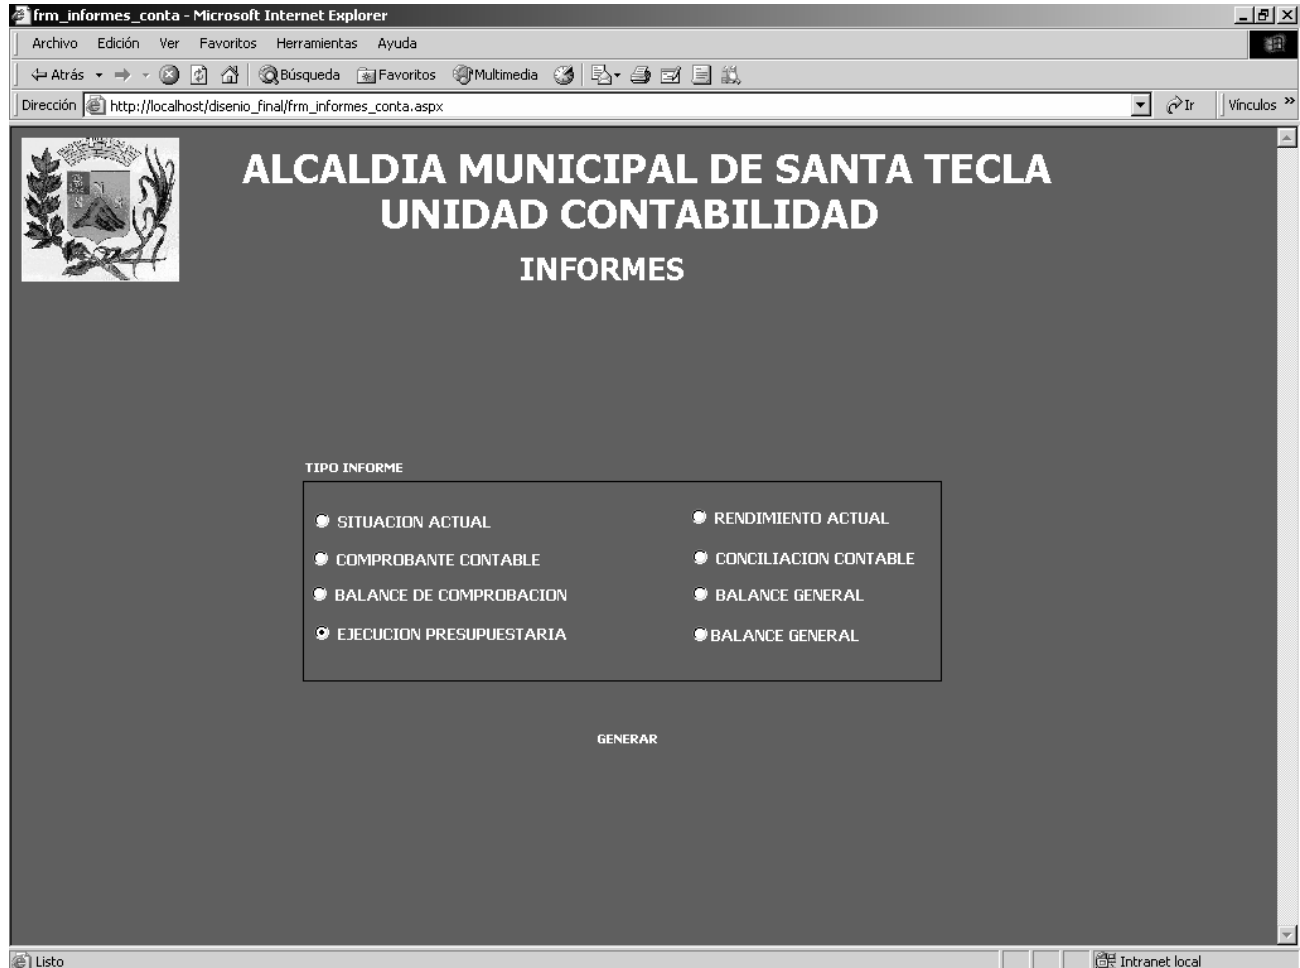 frm_informes_conta - Microsoft Internet Explorer
Archivo Edición Ver Favoritos Herramientas Ayuda
Atrás Búsqueda Favoritos Multimedia
Dirección http://localhost/disenio_final/frm_informes_conta.aspx Ir Vínculos »
ALCALDIA MUNICIPAL DE SANTA TECLA
UNIDAD CONTABILIDAD
INFORMES
TIPO INFORME
SITUACION ACTUAL RENDIMIENTO ACTUAL
COMPROBANTE CONTABLE CONCILIACION CONTABLE
BALANCE DE COMPROBACION BALANCE GENERAL
EJECUCION PRESUPUESTARIA BALANCE GENERAL
GENERAR
Listo Intranet local